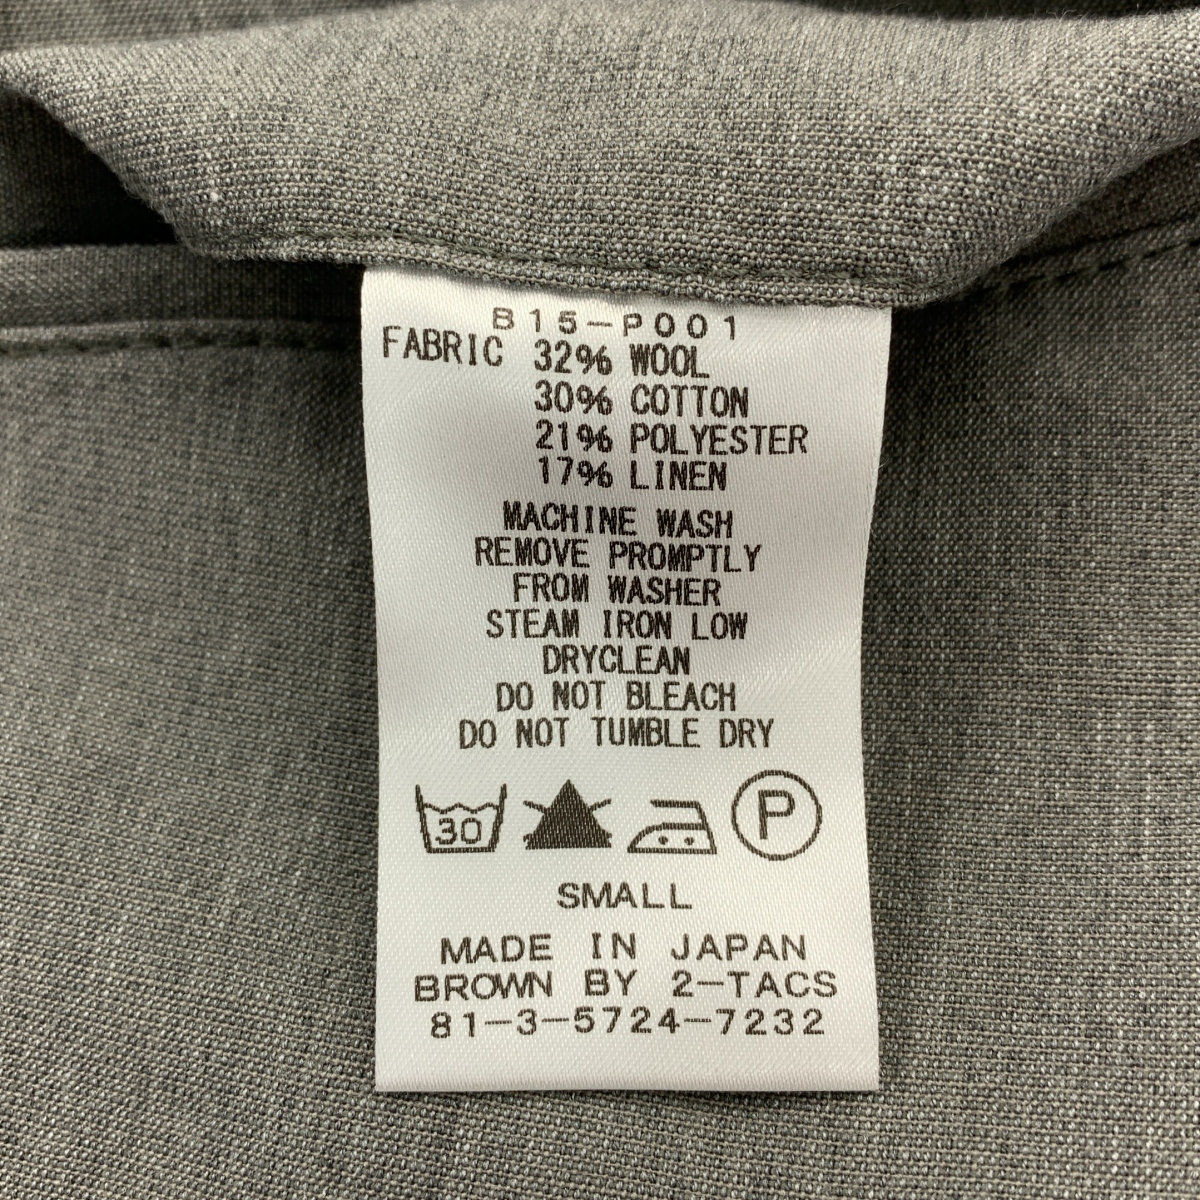 B15-P001
FABRIC 32% WOOL
30% COTTON
21% POLYESTER
17% LINEN
MACHINE WASH
REMOVE PROMPTLY
FROM WASHER
STEAM IRON LOW
DRYCLEAN
DO NOT BLEACH
DO NOT TUMBLE DRY
30 P
SMALL
MADE IN JAPAN
BROWN BY 2-TACS
81-3-5724-7232